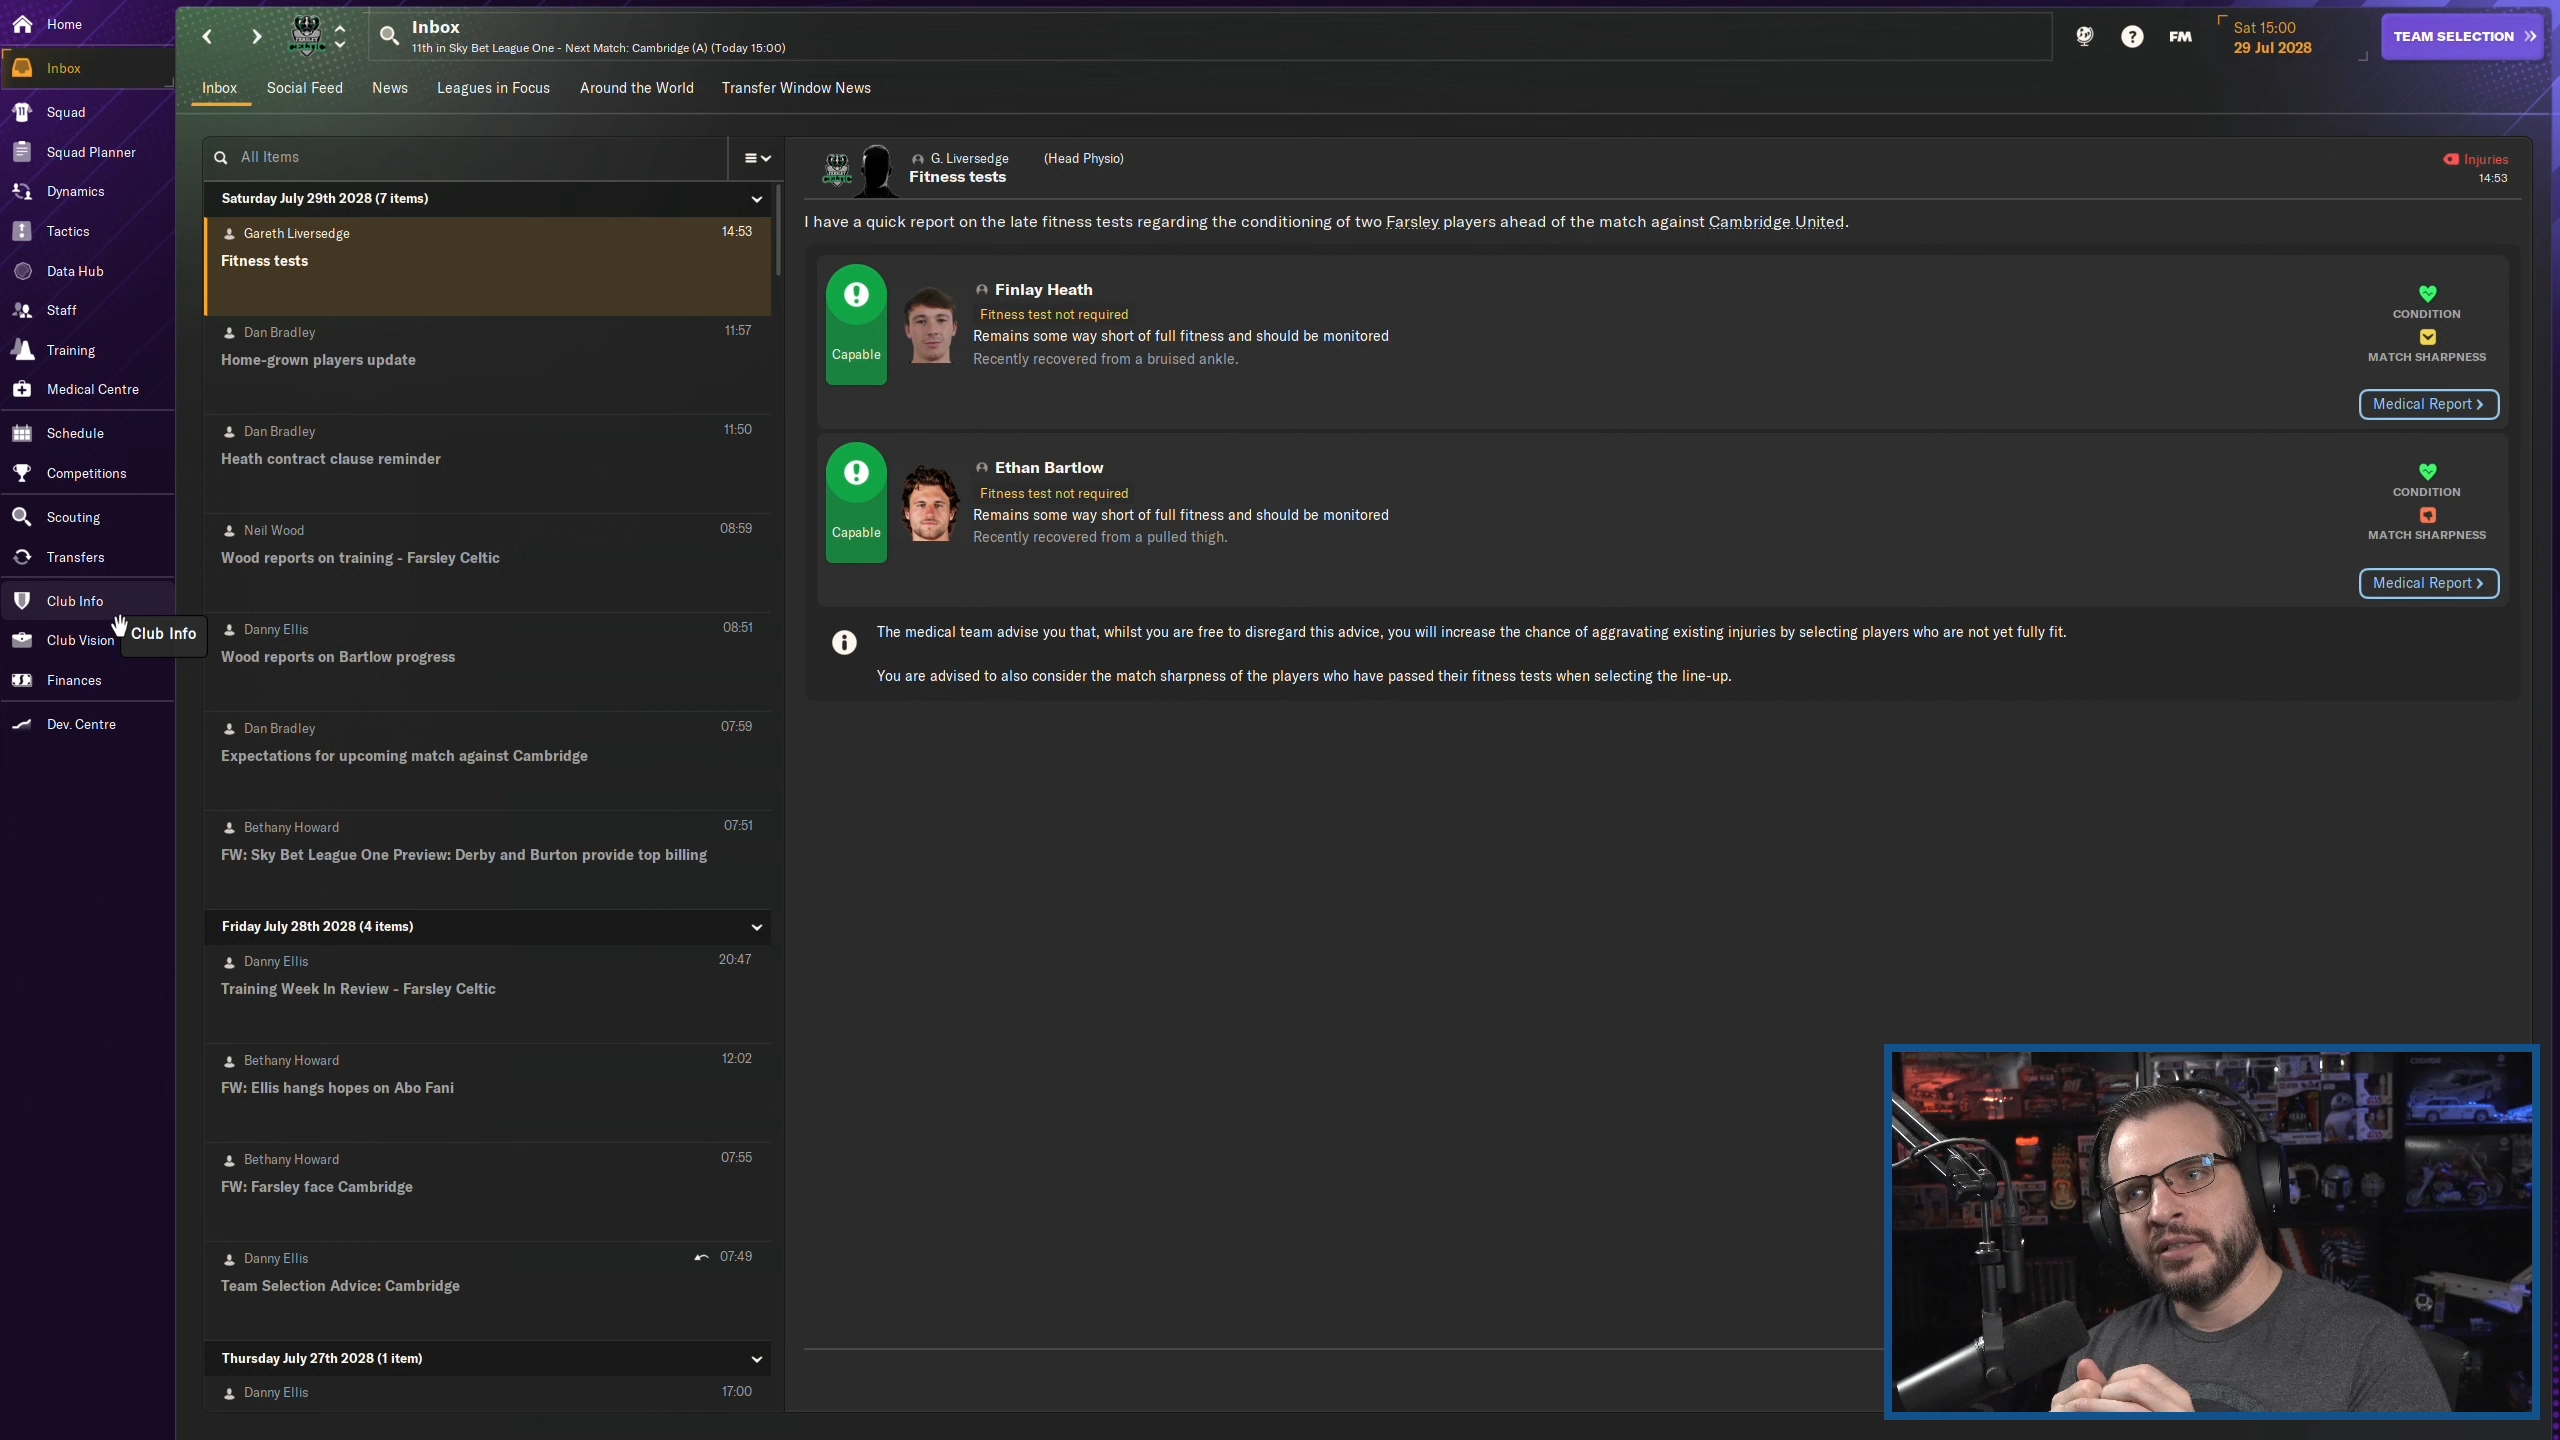 Home
Inbox
Squad
Squad Planner
Dynamics
Tactics
Data Hub
Staff
Training
Medical Centre
Schedule
Competitions
Scouting
Transfers
Club Info
Club Vision
Club Info
Finances
Dev. Centre
FARSLEY
CELTIC
Inbox
11th in Sky Bet League One - Next Match: Cambridge (A) (Today 15:00)
FM
Sat 15:00
29 Jul 2028
TEAM SELECTION
Inbox Social Feed News Leagues in Focus Around the World Transfer Window News
All Items
Saturday July 29th 2028 (7 items)
Gareth Liversedge 14:53
Fitness tests
Dan Bradley 11:57
Home-grown players update
Dan Bradley 11:50
Heath contract clause reminder
Neil Wood 08:59
Wood reports on training - Farsley Celtic
Danny Ellis 08:51
Wood reports on Bartlow progress
Dan Bradley 07:59
Expectations for upcoming match against Cambridge
Bethany Howard 07:51
FW: Sky Bet League One Preview: Derby and Burton provide top billing
Friday July 28th 2028 (4 items)
Danny Ellis 20:47
Training Week In Review - Farsley Celtic
Bethany Howard 12:02
FW: Ellis hangs hopes on Abo Fani
Bethany Howard 07:55
FW: Farsley face Cambridge
Danny Ellis 07:49
Team Selection Advice: Cambridge
Thursday July 27th 2028 (1 item)
Danny Ellis 17:00
G. Liversedge (Head Physio)
Fitness tests
Injuries
14:53
I have a quick report on the late fitness tests regarding the conditioning of two Farsley players ahead of the match against Cambridge United.
Capable
Finlay Heath
Fitness test not required
Remains some way short of full fitness and should be monitored
Recently recovered from a bruised ankle.
CONDITION
MATCH SHARPNESS
Medical Report
Capable
Ethan Bartlow
Fitness test not required
Remains some way short of full fitness and should be monitored
Recently recovered from a pulled thigh.
CONDITION
MATCH SHARPNESS
Medical Report
The medical team advise you that, whilst you are free to disregard this advice, you will increase the chance of aggravating existing injuries by selecting players who are not yet fully fit.
You are advised to also consider the match sharpness of the players who have passed their fitness tests when selecting the line-up.